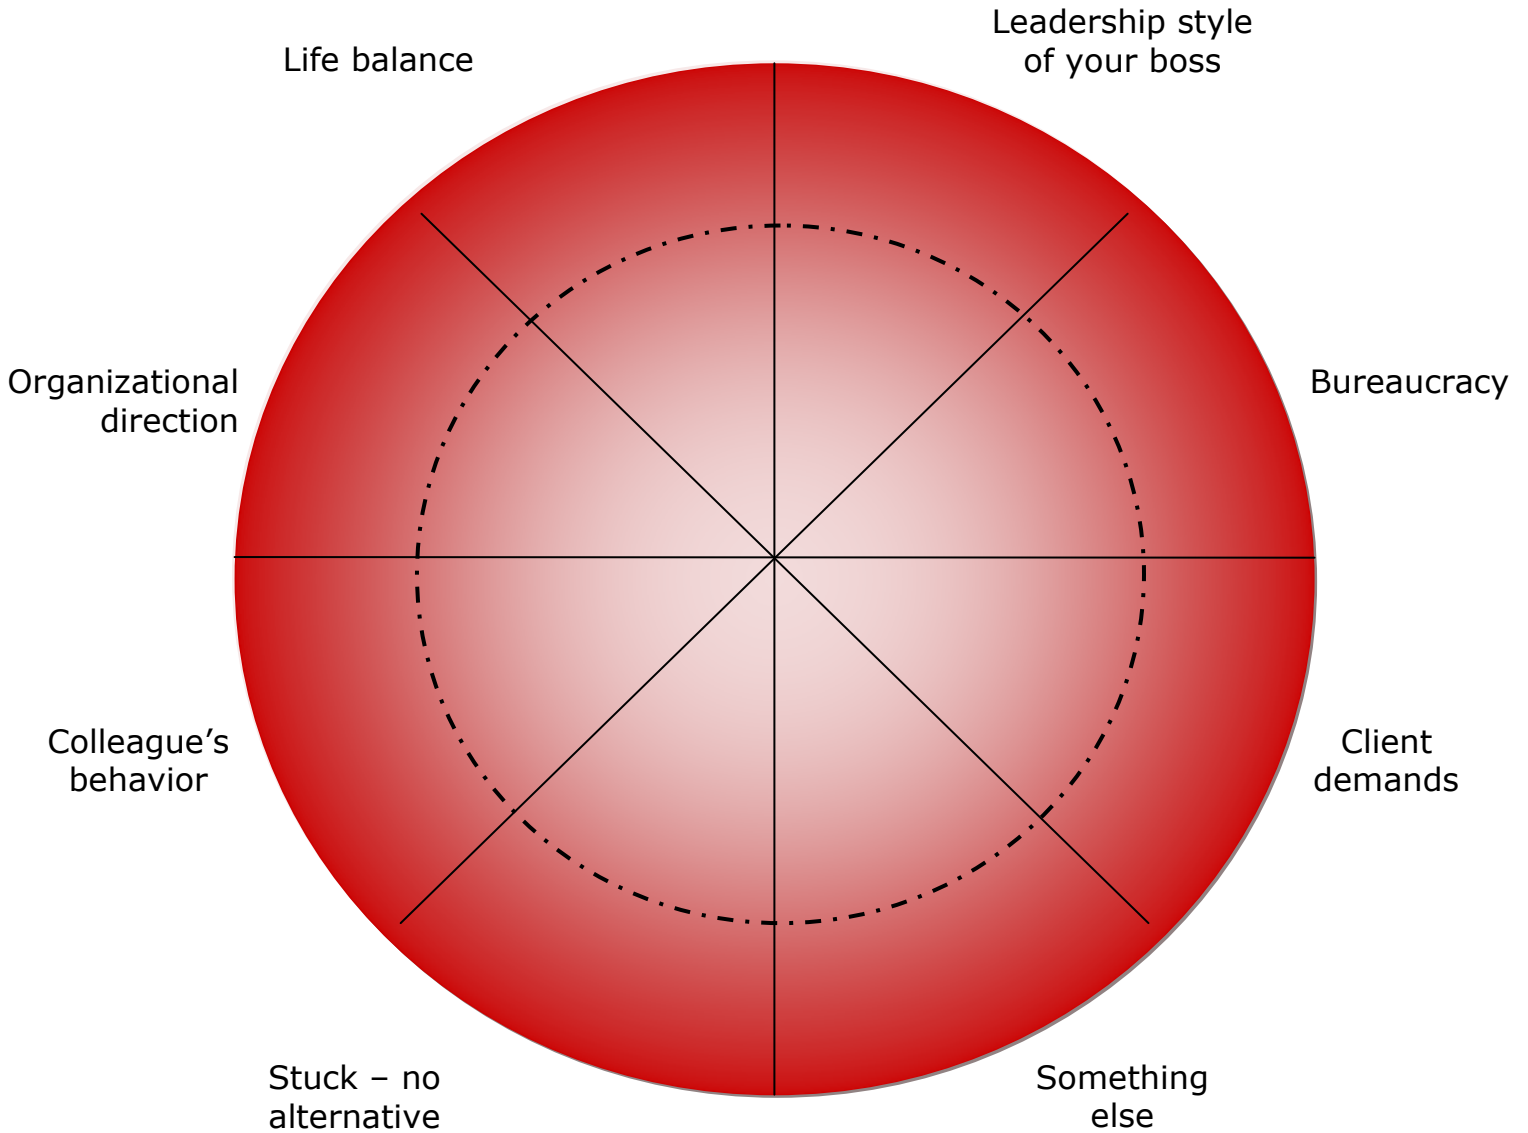 Leadership style
of your boss
Life balance
Organizational
direction
Bureaucracy
Colleague’s
behavior
Client
demands
Stuck – no
alternative
Something
else